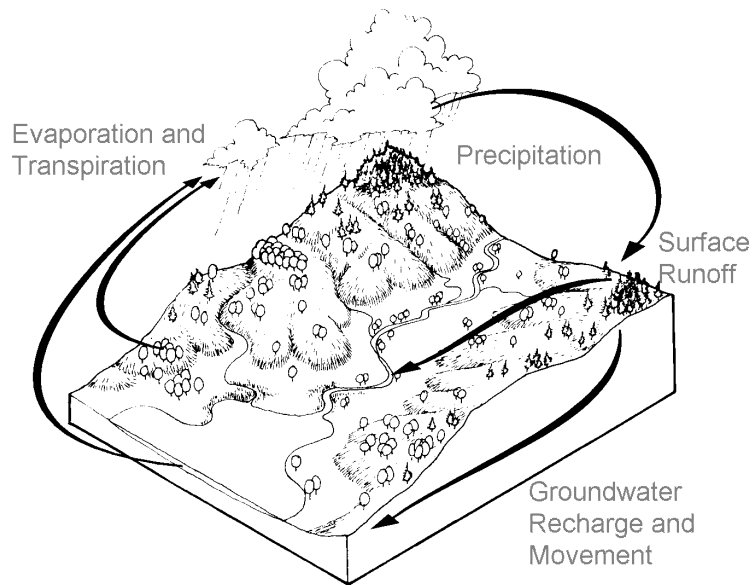 Evaporation and
Transpiration
Precipitation
Surface
Runoff
Groundwater
Recharge and
Movement